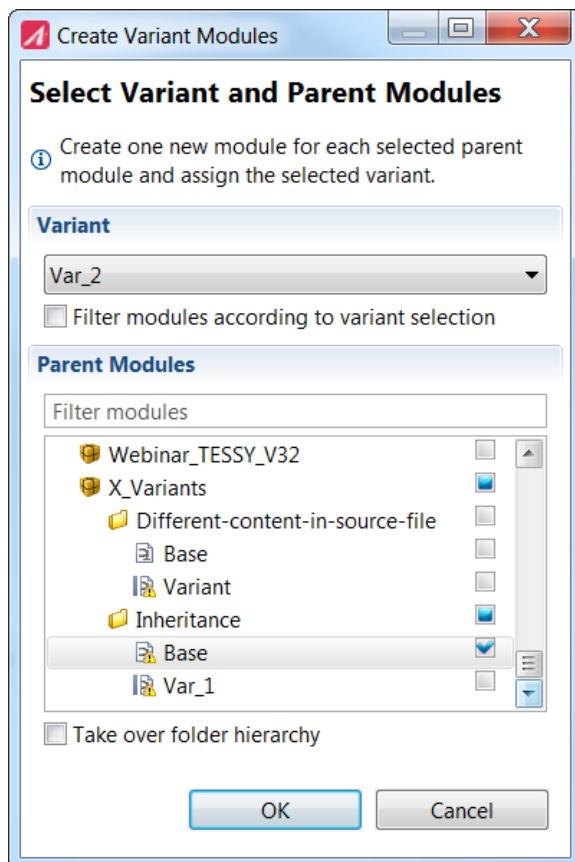 Create Variant Modules
Select Variant and Parent Modules
Create one new module for each selected parent
module and assign the selected variant.
Variant
Var_2
Filter modules according to variant selection
Parent Modules
Filter modules
Webinar_TESSY_V32
X_Variants
Different-content-in-source-file
Base
Variant
Inheritance
Base
Var_1
Take over folder hierarchy
OK
Cancel